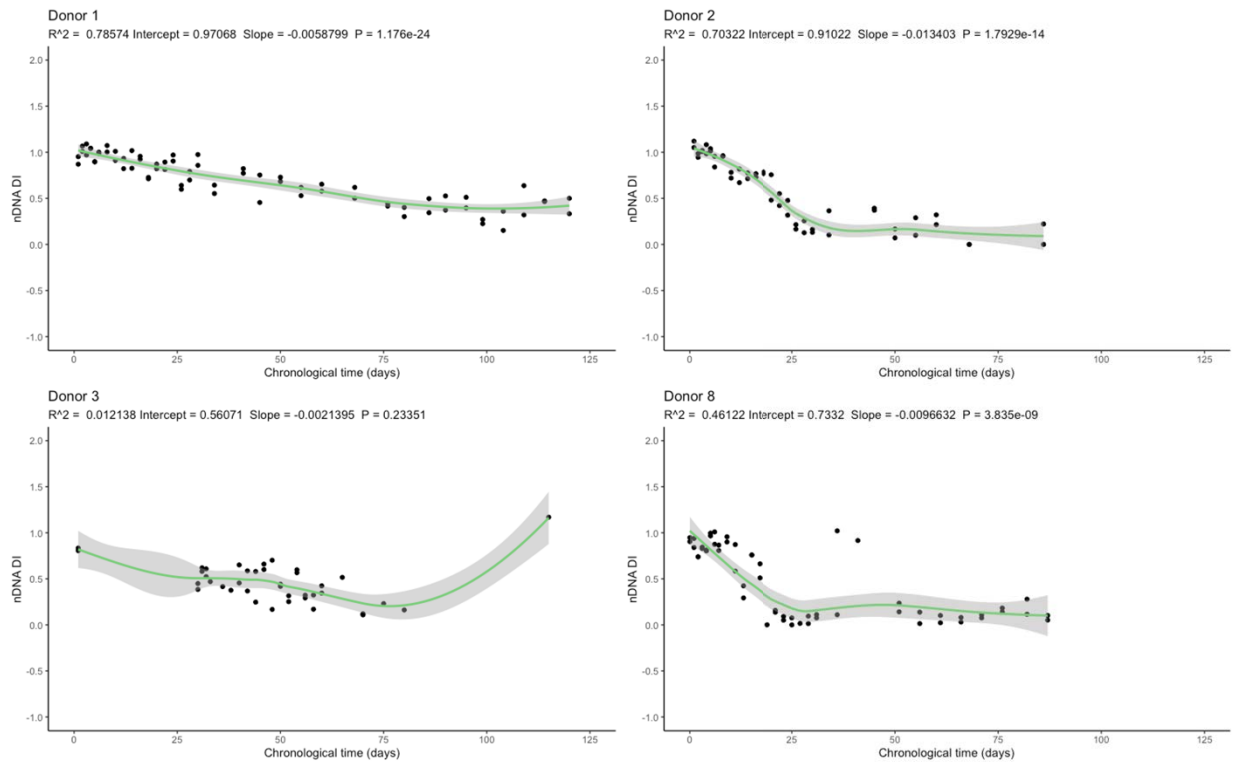 Donor 1
R^2 = 0.78574 Intercept = 0.97068 Slope = -0.0058799 P = 1.176e-24
2.0
1.5
1.0
0.5
0.0
-0.5
-1.0
nDNA DI
0 25 50 75 100 125
Chronological time (days)
Donor 2
R^2 = 0.70322 Intercept = 0.91022 Slope = -0.013403 P = 1.7929e-14
2.0
1.5
1.0
0.5
0.0
-0.5
-1.0
nDNA DI
0 25 50 75 100 125
Chronological time (days)
Donor 3
R^2 = 0.012138 Intercept = 0.56071 Slope = -0.0021395 P = 0.23351
2.0
1.5
1.0
0.5
0.0
-0.5
-1.0
nDNA DI
0 25 50 75 100 125
Chronological time (days)
Donor 8
R^2 = 0.46122 Intercept = 0.7332 Slope = -0.0096632 P = 3.835e-09
2.0
1.5
1.0
0.5
0.0
-0.5
-1.0
nDNA DI
0 25 50 75 100 125
Chronological time (days)